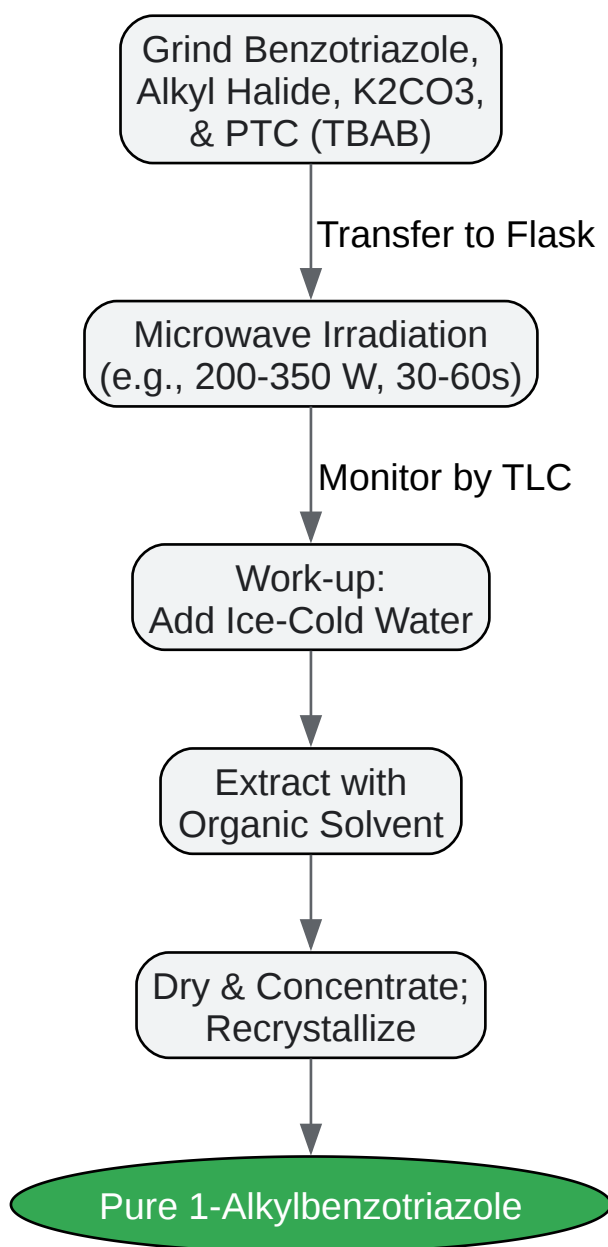 Grind Benzotriazole,
Alkyl Halide, K2CO3,
& PTC (TBAB)
Transfer to Flask
Microwave Irradiation
(e.g., 200-350 W, 30-60s)
Monitor by TLC
Work-up:
Add Ice-Cold Water
Extract with
Organic Solvent
Dry & Concentrate;
Recrystallize
Pure 1-Alkylbenzotriazole